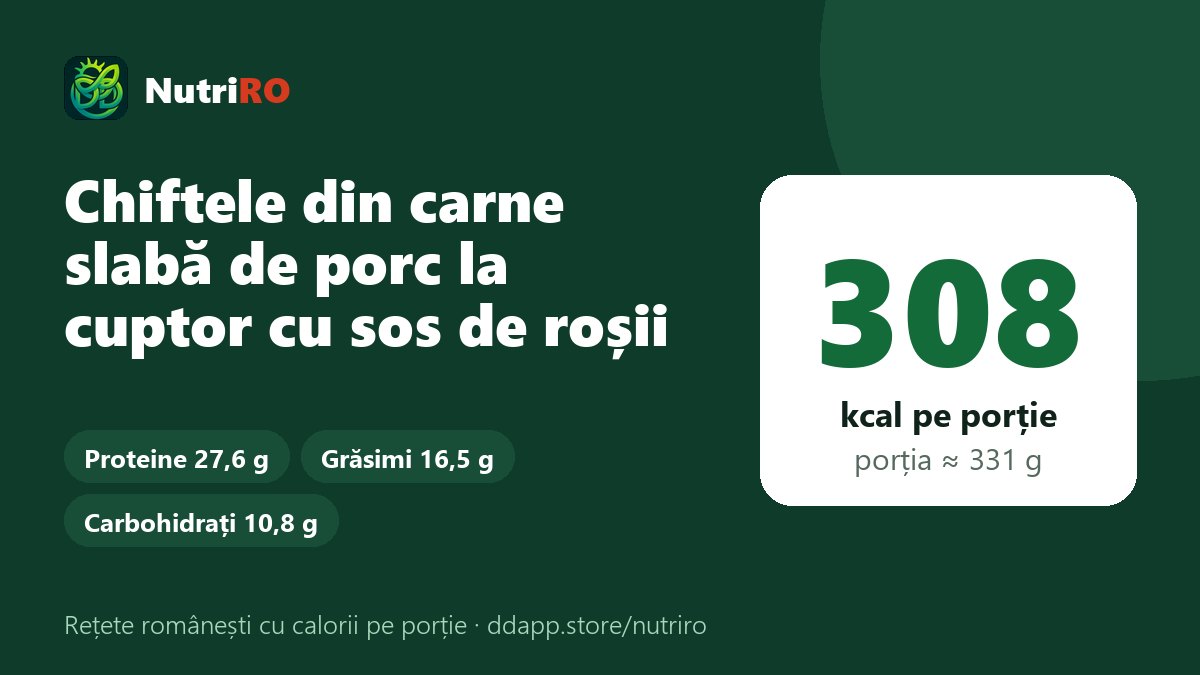 NutriRO
Chiftele din carne
slabă de porc la
cuptor cu sos de roșii
308
kcal pe porție
porția ≈ 331 g
Proteine 27,6 g
Grăsimi 16,5 g
Carbohidrați 10,8 g
Rețete românești cu calorii pe porție · ddapp.store/nutriro